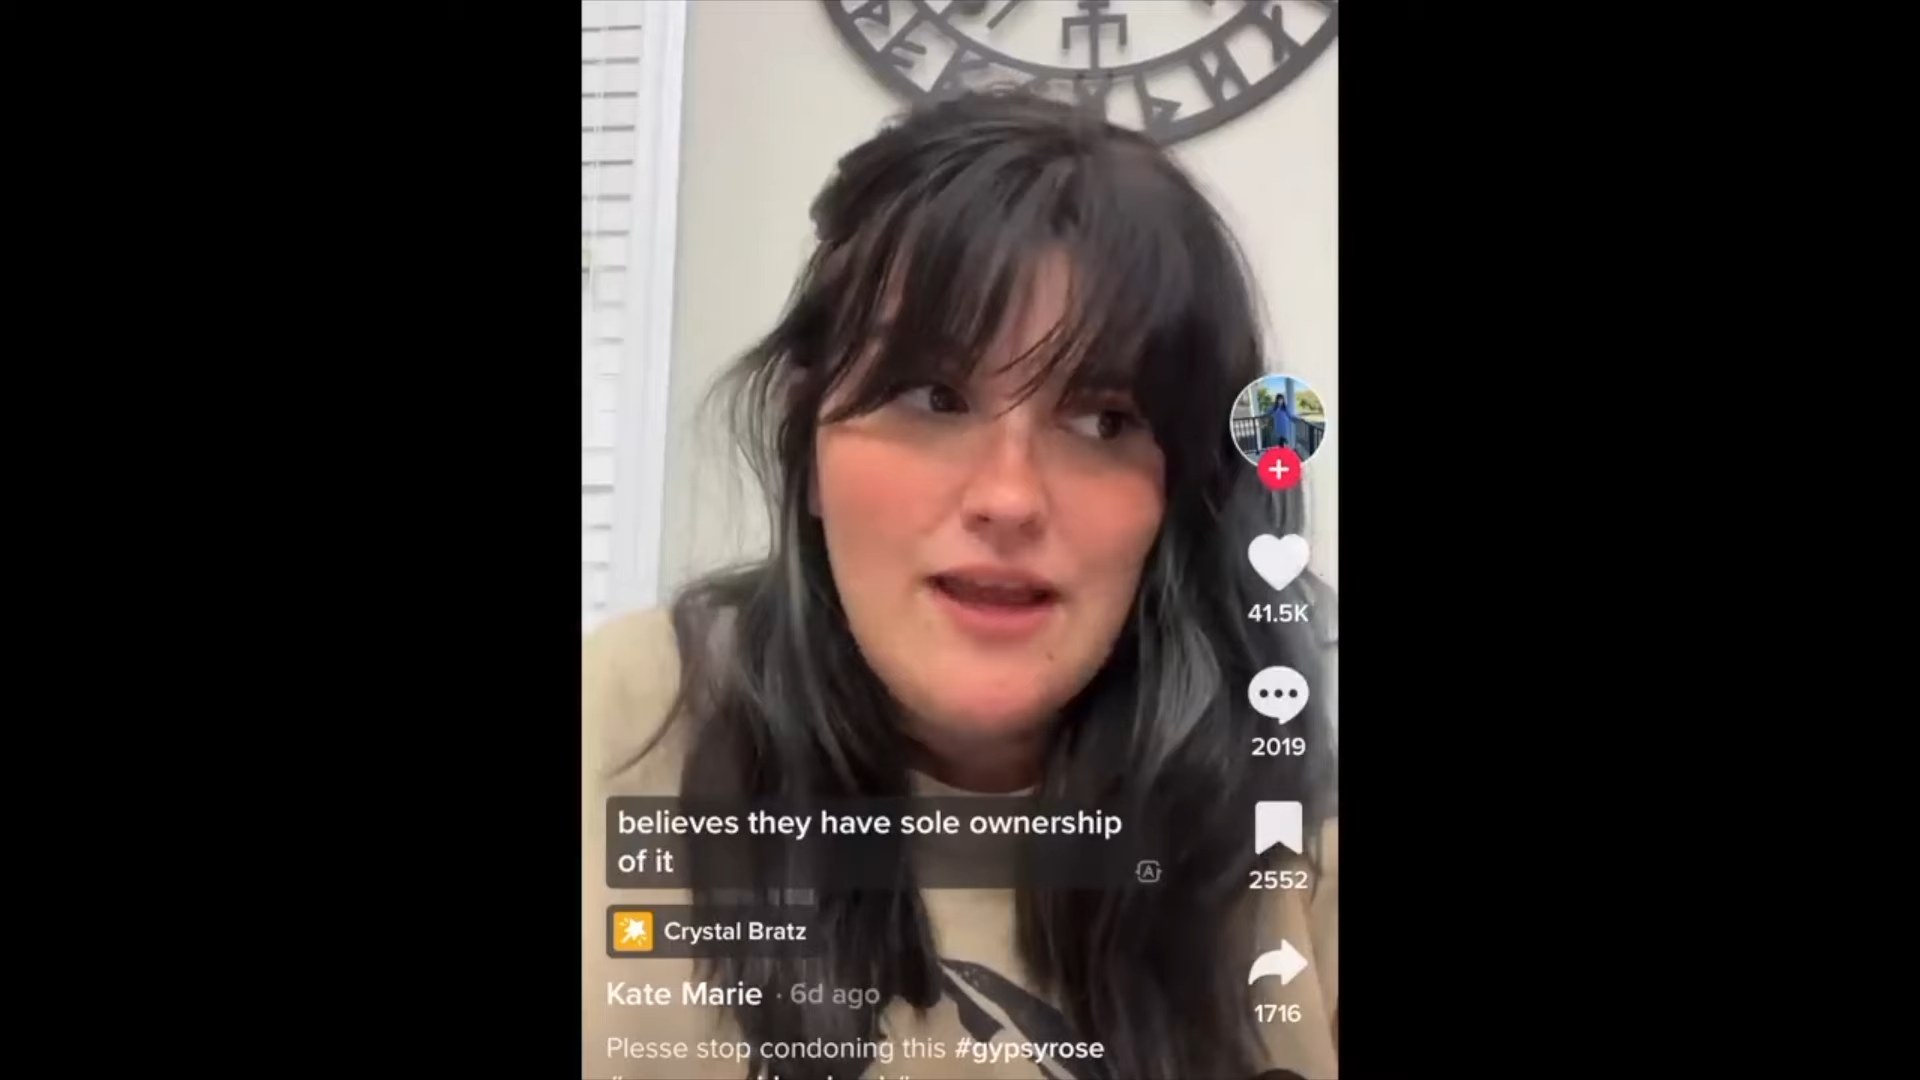 41.5K
2019
believes they have sole ownership
of it
2552
Crystal Bratz
Kate Marie · 6d ago
1716
Plesse stop condoning this #gypsyrose